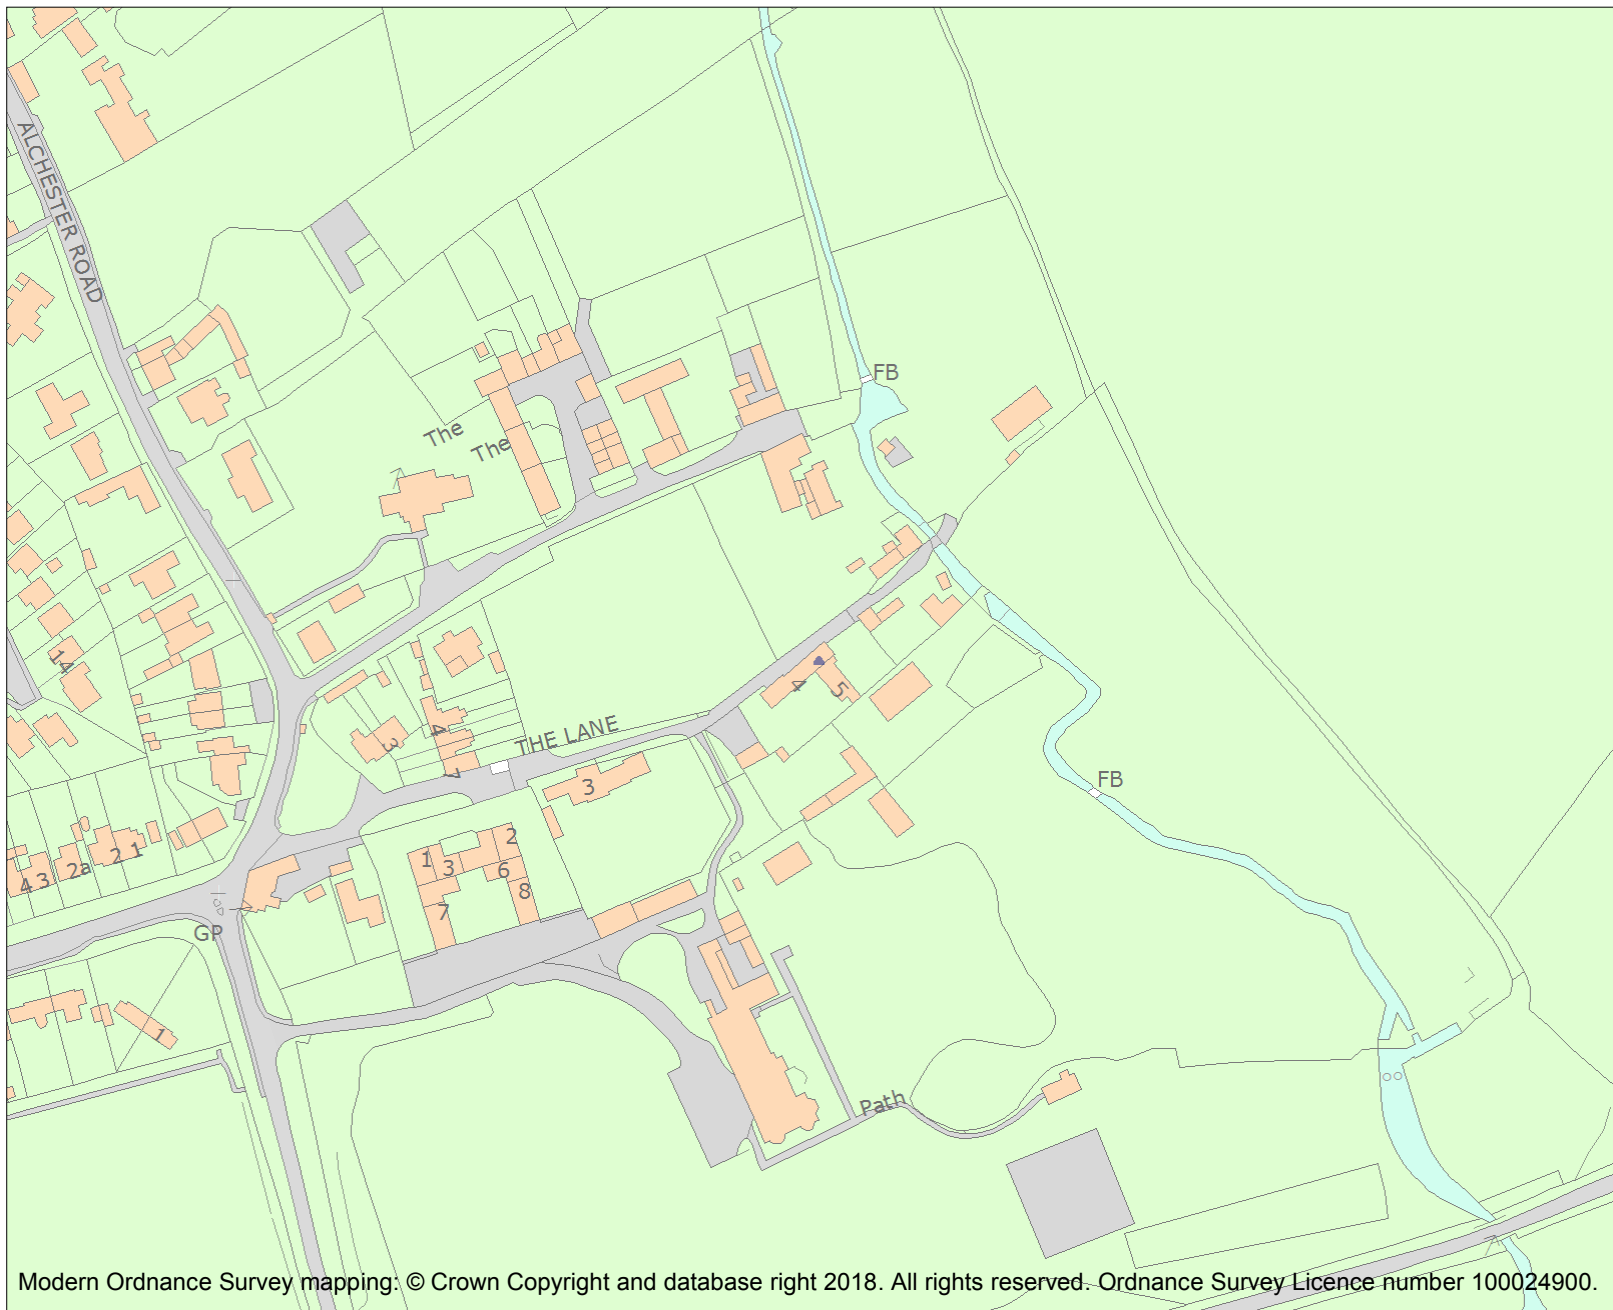 ALCHESTER ROAD
FB
The
The
14
4
5
3
4
7
THE LANE
3
FB
2 1
2a
4 3
1
3
2
6
8
7
GP
1
Path
Modern Ordnance Survey mapping: © Crown Copyright and database right 2018. All rights reserved. Ordnance Survey Licence number 100024900.